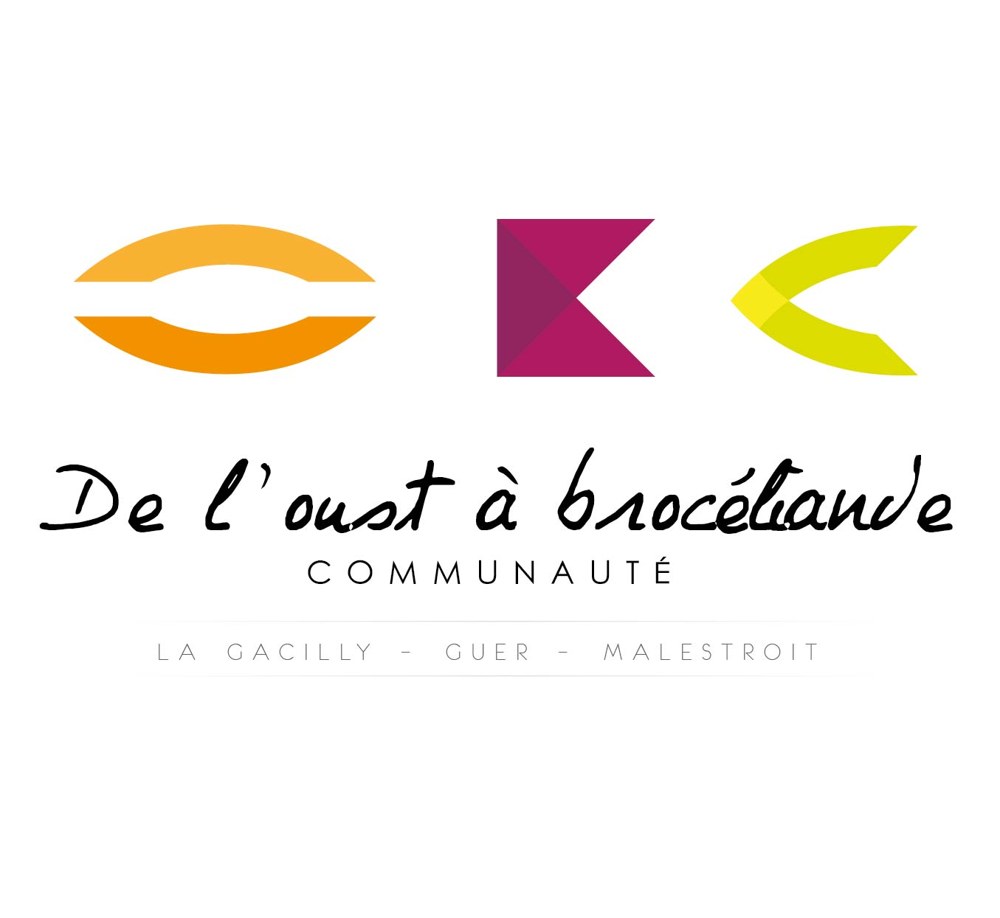 De l'oust à brocéliande
COMMUNAUTÉ
LA GACILLY - GUER - MALESTROIT